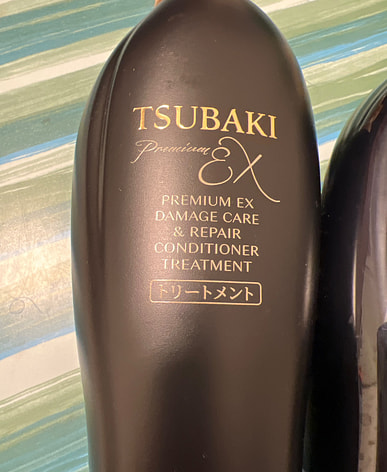 TSUBAKI
Premium EX
PREMIUM EX
DAMAGE CARE
& REPAIR
CONDITIONER
TREATMENT
トリートメント